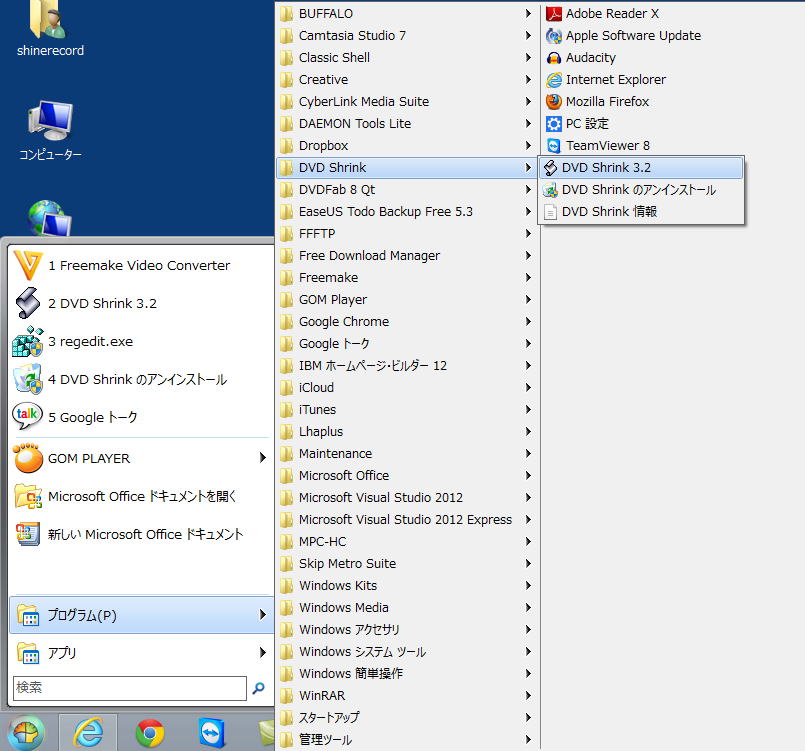 shinerecord
コンピューター
1 Freemake Video Converter
2 DVD Shrink 3.2
3 regedit.exe
4 DVD Shrink のアンインストール
talk
5 Google トーク
GOM PLAYER
Microsoft Office ドキュメントを開く
新しい Microsoft Office ドキュメント
プログラム(P)
アプリ
検索
BUFFALO
Camtasia Studio 7
Classic Shell
Creative
CyberLink Media Suite
DAEMON Tools Lite
Dropbox
DVD Shrink
DVDFab 8 Qt
EaseUS Todo Backup Free 5.3
FFFTP
Free Download Manager
Freemake
GOM Player
Google Chrome
Google トーク
IBM ホームページ・ビルダー 12
iCloud
iTunes
Lhaplus
Maintenance
Microsoft Office
Microsoft Visual Studio 2012
Microsoft Visual Studio 2012 Express
MPC-HC
Skip Metro Suite
Windows Kits
Windows Media
Windows アクセサリ
Windows システム ツール
Windows 簡単操作
WinRAR
スタートアップ
管理ツール
Adobe Reader X
Apple Software Update
Audacity
Internet Explorer
Mozilla Firefox
PC 設定
TeamViewer 8
DVD Shrink 3.2
DVD Shrink のアンインストール
DVD Shrink 情報